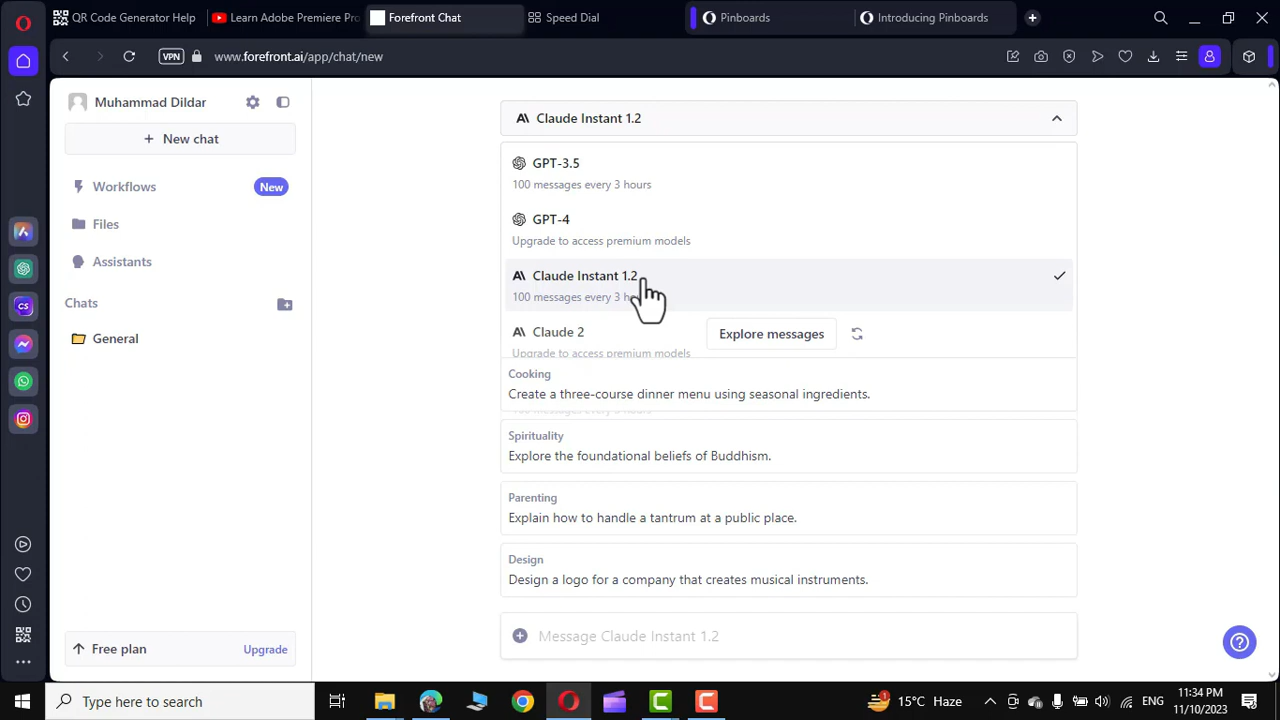 QR Code Generator Help
Learn Adobe Premiere Pro
Forefront Chat
Speed Dial
Pinboards
Introducing Pinboards
VPN
www.forefront.ai/app/chat/new
Muhammad Dildar
New chat
Workflows
New
Files
Assistants
Chats
General
Free plan
Upgrade
Claude Instant 1.2
GPT-3.5
100 messages every 3 hours
GPT-4
Upgrade to access premium models
Claude Instant 1.2
100 messages every 3
Claude 2
Explore messages
Upgrade to access premium models
Cooking
Create a three-course dinner menu using seasonal ingredients.
Spirituality
Explore the foundational beliefs of Buddhism.
Parenting
Explain how to handle a tantrum at a public place.
Design
Design a logo for a company that creates musical instruments.
Message Claude Instant 1.2
Type here to search
15°C Haze
ENG
11:34 PM
11/10/2023